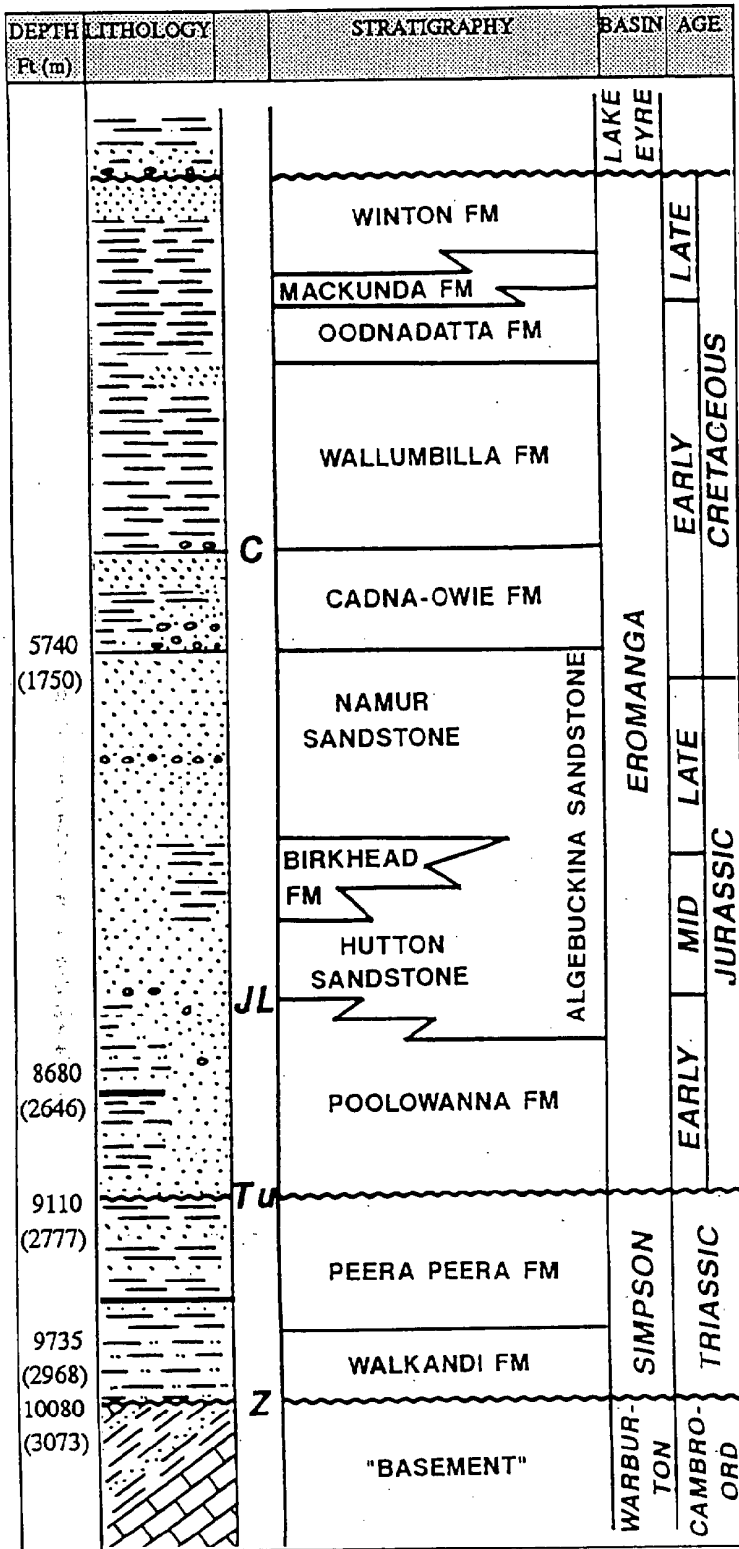 DEPTH LITHOLOGY STRATIGRAPHY BASIN AGE
Ft (m)
LAKE
EYRE
WINTON FM
MACKUNDA FM
OODNADATTA FM
LATE
WALLUMBILLA FM
EARLY
CRETACEOUS
C
CADNA-OWIE FM
5740
(1750)
NAMUR
SANDSTONE
ALGEBUCKINA SANDSTONE
EROMANGA
LATE
BIRKHEAD
FM
MID
JURASSIC
HUTTON
SANDSTONE
JL
8680
(2646)
POOLOWANNA FM
EARLY
Tu
9110
(2777)
PEERA PEERA FM
SIMPSON
TRIASSIC
9735
(2968)
WALKANDI FM
10080
(3073)
Z
"BASEMENT"
WARBUR-
TON
CAMBRO-
ORD